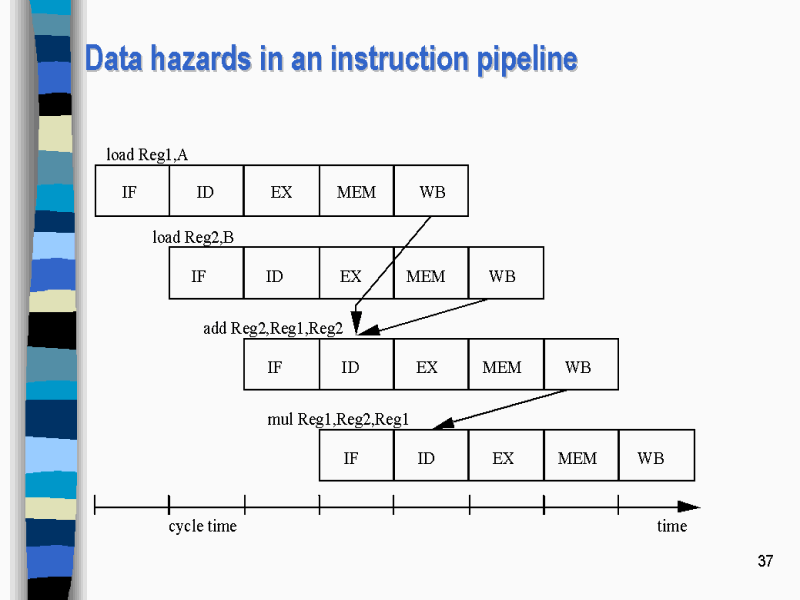 Data hazards in an instruction pipeline
load Reg1,A
IF ID EX MEM WB
load Reg2,B
IF ID EX MEM WB
add Reg2,Reg1,Reg2
IF ID EX MEM WB
mul Reg1,Reg2,Reg1
IF ID EX MEM WB
cycle time time
37